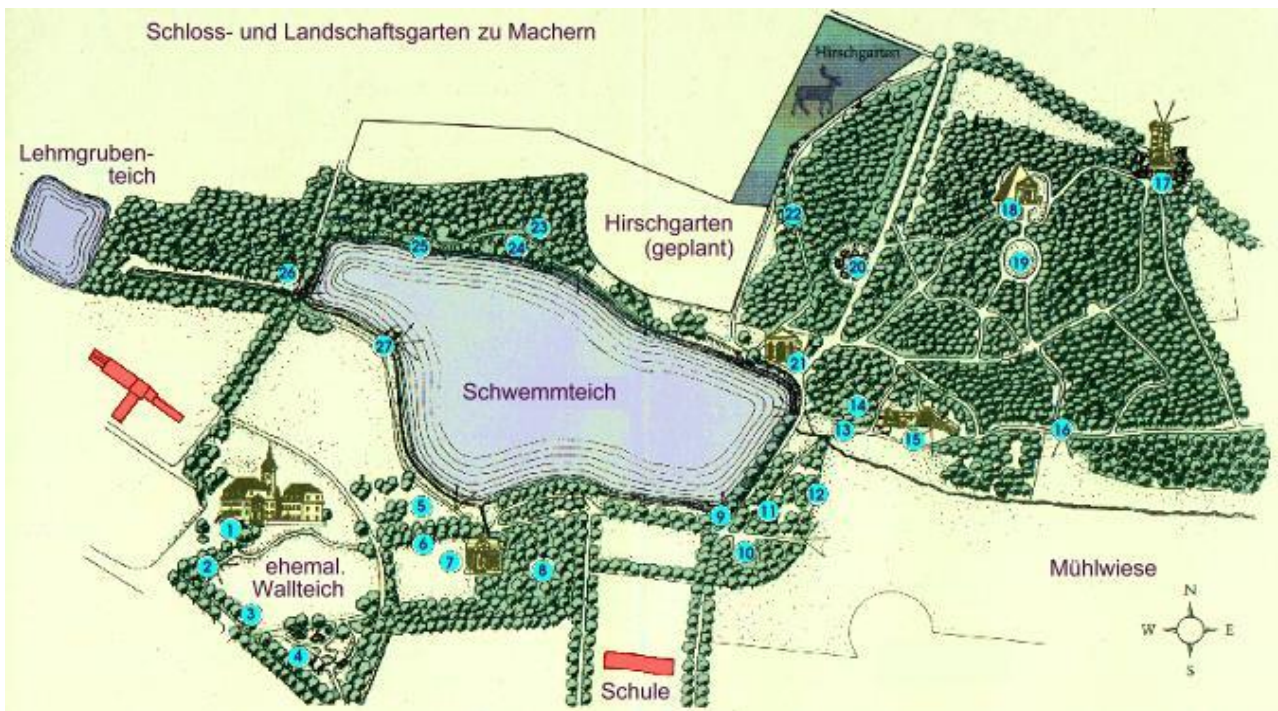 Schloss- und Landschaftsgarten zu Machern
Hirschgarten
Lehmgruben-
teich
17
18
23
22
Hirschgarten
(geplant)
25
24
19
20
26
27
21
Schwemmteich
14
13
15
16
5
12
11
9
1
6
10
7
8
2
ehemal.
Wallteich
Mühlwiese
3
N
W
E
S
4
Schule